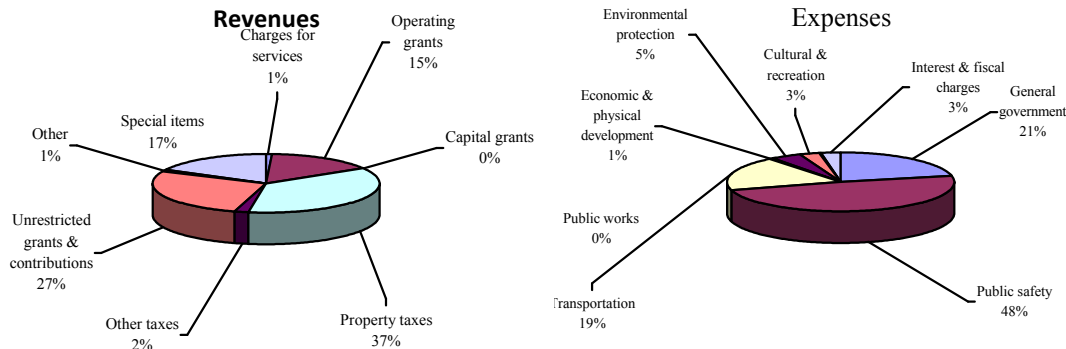 Revenues
Charges for
services
1%
Operating
grants
15%
Capital grants
0%
Property taxes
37%
Other taxes
2%
Unrestricted
grants &
contributions
27%
Other
1%
Special items
17%
Expenses
Environmental
protection
5%
Cultural &
recreation
3%
Interest & fiscal
charges
3%
General
government
21%
Public safety
48%
Transportation
19%
Public works
0%
Economic &
physical
development
1%